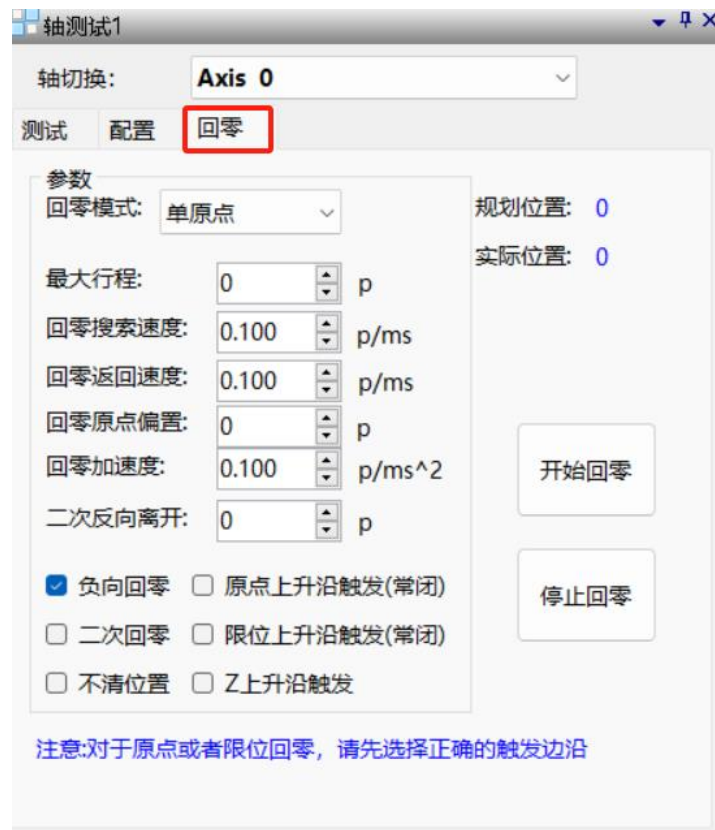 轴测试1
轴切换: Axis 0
测试 配置 回零
参数
回零模式: 单原点
规划位置: 0
实际位置: 0
最大行程: 0 p
回零搜索速度: 0.100 p/ms
回零返回速度: 0.100 p/ms
回零原点偏置: 0 p
回零加速度: 0.100 p/ms^2
二次反向离开: 0 p
开始回零
停止回零
负向回零 原点上升沿触发(常闭)
二次回零 限位上升沿触发(常闭)
不清位置 Z上升沿触发
注意:对于原点或者限位回零，请先选择正确的触发边沿